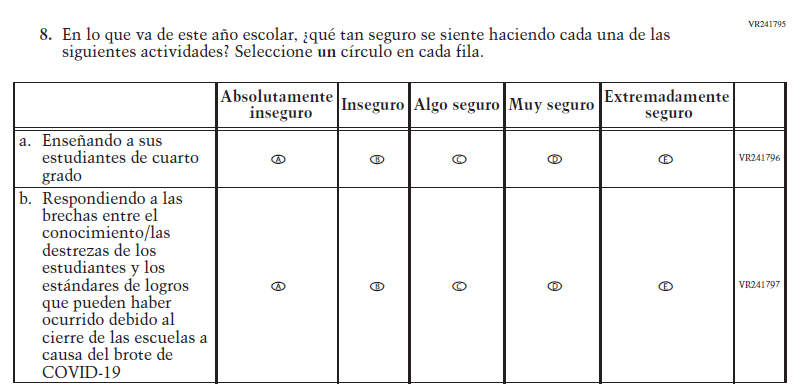 VR241795
8. En lo que va de este año escolar, ¿qué tan seguro se siente haciendo cada una de las
siguientes actividades? Seleccione un círculo en cada fila.
Absolutamente
inseguro
Inseguro
Algo seguro
Muy seguro
Extremadamente
seguro
a. Enseñando a sus
estudiantes de cuarto
grado
A
B
C
D
E
VR241796
b. Respondiendo a las
brechas entre el
conocimiento/las
destrezas de los
estudiantes y los
estándares de logros
que pueden haber
ocurrido debido al
cierre de las escuelas a
causa del brote de
COVID-19
A
B
C
D
E
VR241797